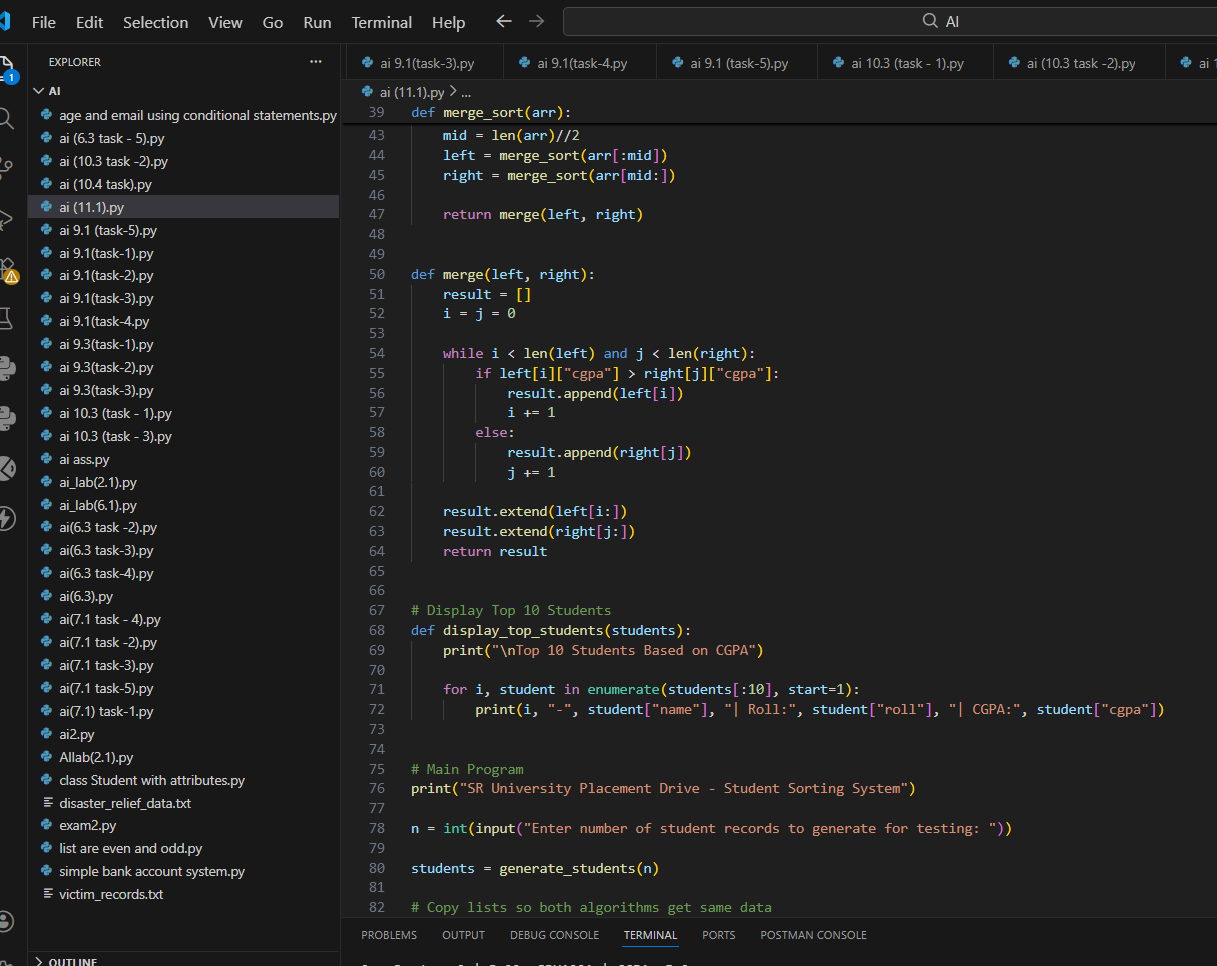 File Edit Selection View Go Run Terminal Help AI
EXPLORER
1
AI
age and email using conditional statements.py
ai (6.3 task - 5).py
ai (10.3 task -2).py
ai (10.4 task).py
ai (11.1).py
ai 9.1 (task-5).py
ai 9.1(task-1).py
ai 9.1(task-2).py
ai 9.1(task-3).py
ai 9.1(task-4.py
ai 9.3(task-1).py
ai 9.3(task-2).py
ai 9.3(task-3).py
ai 10.3 (task - 1).py
ai 10.3 (task - 3).py
ai ass.py
ai_lab(2.1).py
ai_lab(6.1).py
ai(6.3 task -2).py
ai(6.3 task-3).py
ai(6.3 task-4).py
ai(6.3).py
ai(7.1 task - 4).py
ai(7.1 task -2).py
ai(7.1 task-3).py
ai(7.1 task-5).py
ai(7.1) task-1.py
ai2.py
AIlab(2.1).py
class Student with attributes.py
disaster_relief_data.txt
exam2.py
list are even and odd.py
simple bank account system.py
victim_records.txt
OUTLINE
ai 9.1(task-3).py ai 9.1(task-4.py ai 9.1 (task-5).py ai 10.3 (task - 1).py ai (10.3 task -2).py ai 1
ai (11.1).py > ...
39 def merge_sort(arr):
43 mid = len(arr)//2
44 left = merge_sort(arr[:mid])
45 right = merge_sort(arr[mid:])
46
47 return merge(left, right)
48
49
50 def merge(left, right):
51 result = []
52 i = j = 0
53
54 while i < len(left) and j < len(right):
55 if left[i]["cgpa"] > right[j]["cgpa"]:
56 result.append(left[i])
57 i += 1
58 else:
59 result.append(right[j])
60 j += 1
61
62 result.extend(left[i:])
63 result.extend(right[j:])
64 return result
65
66
67 # Display Top 10 Students
68 def display_top_students(students):
69 print("\nTop 10 Students Based on CGPA")
70
71 for i, student in enumerate(students[:10], start=1):
72 print(i, "-", student["name"], "| Roll:", student["roll"], "| CGPA:", student["cgpa"])
73
74
75 # Main Program
76 print("SR University Placement Drive - Student Sorting System")
77
78 n = int(input("Enter number of student records to generate for testing: "))
79
80 students = generate_students(n)
81
82 # Copy lists so both algorithms get same data
PROBLEMS OUTPUT DEBUG CONSOLE TERMINAL PORTS POSTMAN CONSOLE